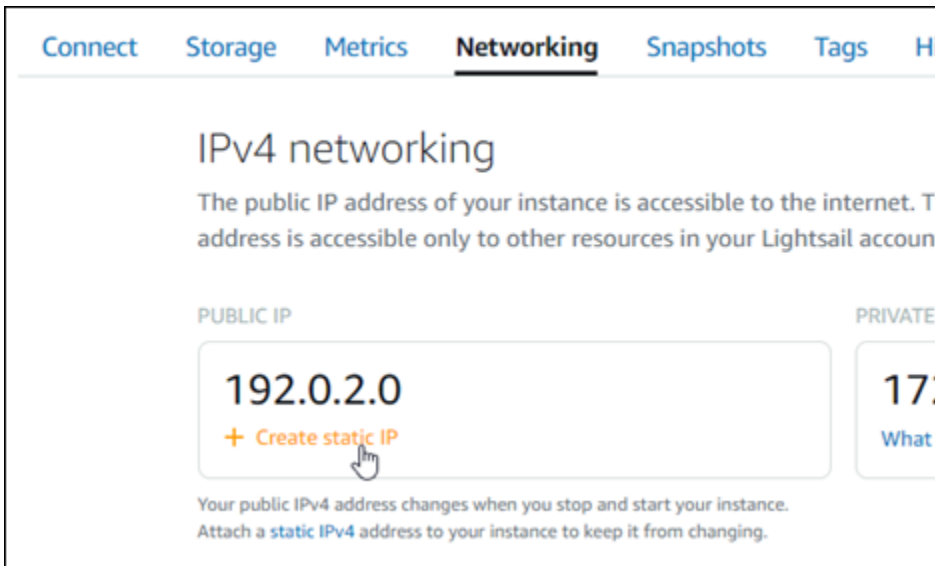 Connect Storage Metrics Networking Snapshots Tags
IPv4 networking
The public IP address of your instance is accessible to the internet.
address is accessible only to other resources in your Lightsail
PUBLIC IP PRIVATE
192.0.2.0
+ Create static IP What
Your public IPv4 address changes when you stop and start your instance.
Attach a static IPv4 address to your instance to keep it from changing.